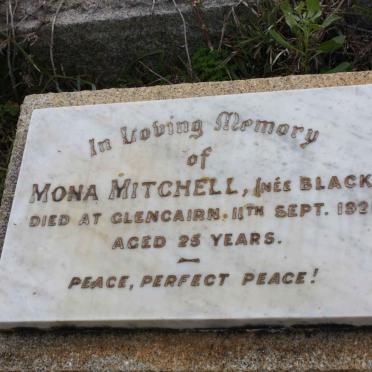 In Loving Memory
of
MONA MITCHELL, (NÉE BLACK
DIED AT GLENCAIRN, 11TH SEPT.
AGED 25 YEARS.
PEACE, PERFECT PEACE!